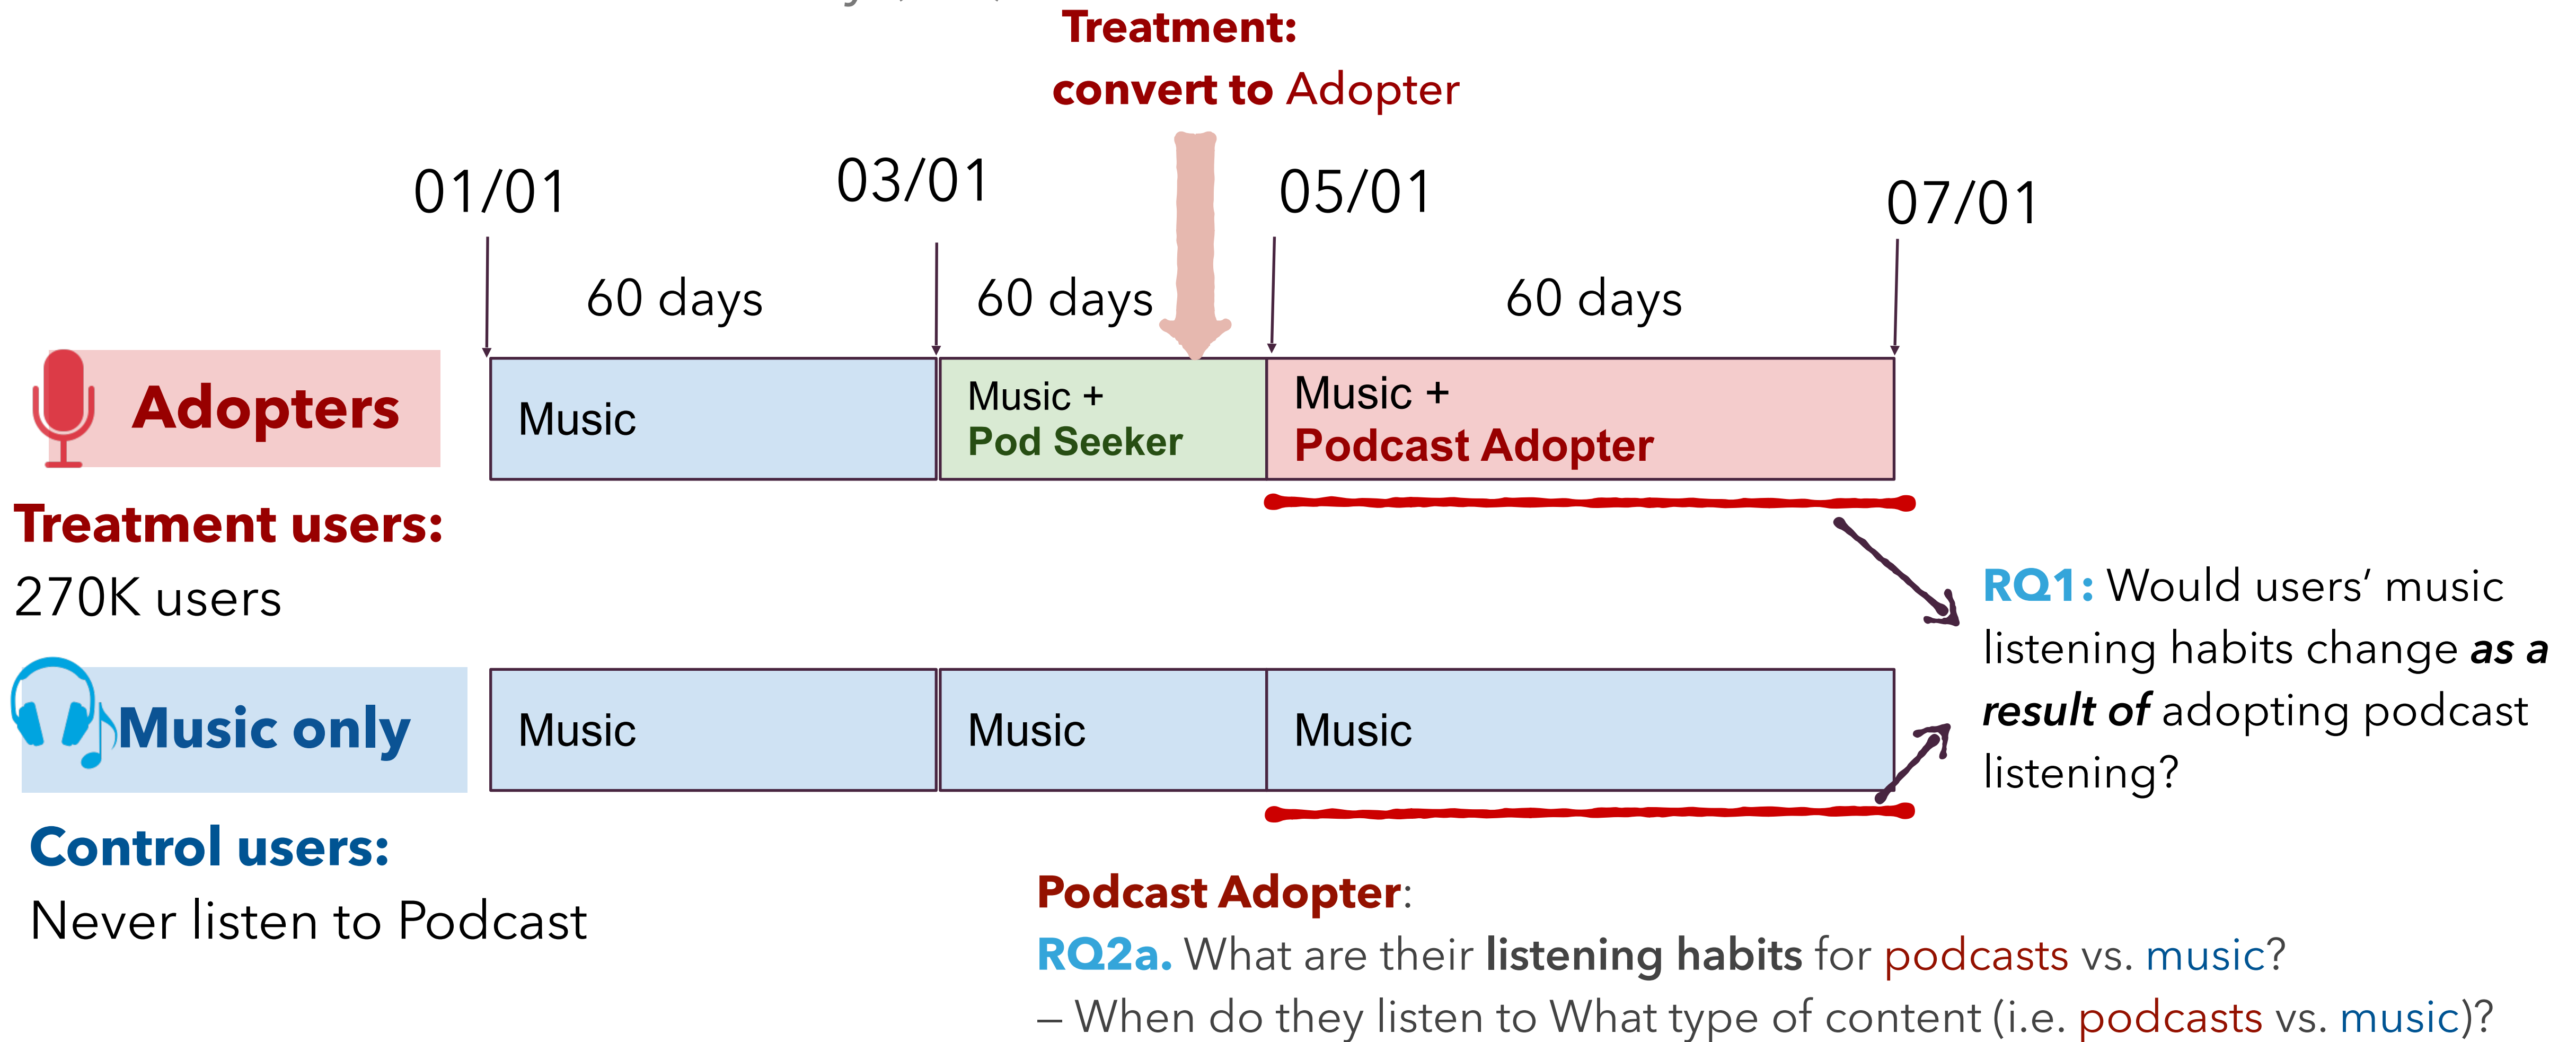 Treatment:
convert to Adopter
01/01
03/01
05/01
07/01
60 days
60 days
60 days
Adopters
Music
Music +
Pod Seeker
Music +
Podcast Adopter
Treatment users:
270K users
RQ1: Would users’ music
listening habits change as a
result of adopting podcast
listening?
Music only
Music
Music
Music
Control users:
Never listen to Podcast
Podcast Adopter:
RQ2a. What are their listening habits for podcasts vs. music?
– When do they listen to What type of content (i.e. podcasts vs. music)?